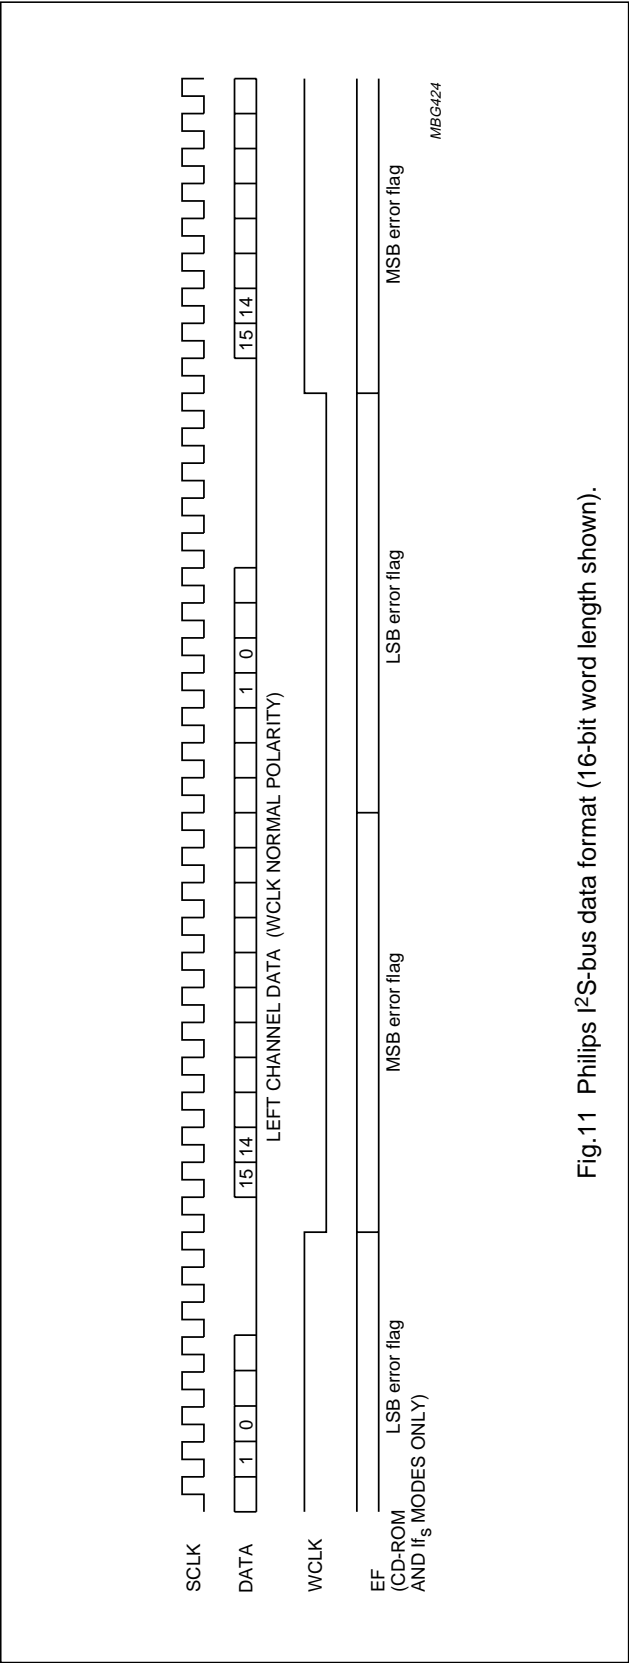 SCLK
DATA
1 0
15 14
1 0
15 14
LEFT CHANNEL DATA (WCLK NORMAL POLARITY)
WCLK
EF
(CD-ROM
AND Ifs MODES ONLY)
LSB error flag
MSB error flag
LSB error flag
MSB error flag
MBG424
Fig.11 Philips I2S-bus data format (16-bit word length shown).